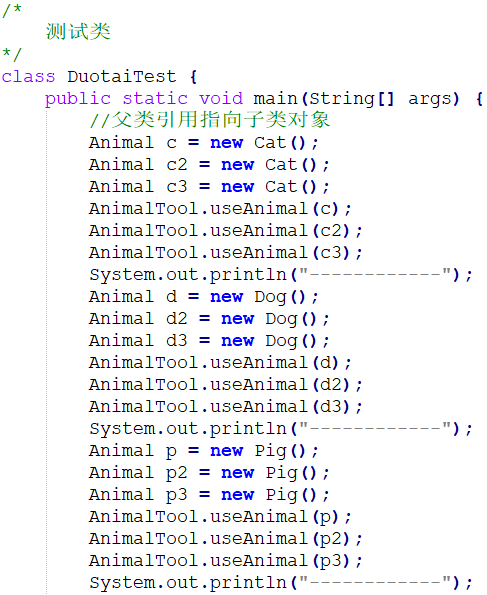 /*
    测试类
*/
class DuotaiTest {
    public static void main(String[] args) {
        //父类引用指向子类对象
        Animal c = new Cat();
        Animal c2 = new Cat();
        Animal c3 = new Cat();
        AnimalTool.useAnimal(c);
        AnimalTool.useAnimal(c2);
        AnimalTool.useAnimal(c3);
        System.out.println("------------");
        Animal d = new Dog();
        Animal d2 = new Dog();
        Animal d3 = new Dog();
        AnimalTool.useAnimal(d);
        AnimalTool.useAnimal(d2);
        AnimalTool.useAnimal(d3);
        System.out.println("------------");
        Animal p = new Pig();
        Animal p2 = new Pig();
        Animal p3 = new Pig();
        AnimalTool.useAnimal(p);
        AnimalTool.useAnimal(p2);
        AnimalTool.useAnimal(p3);
        System.out.println("------------");